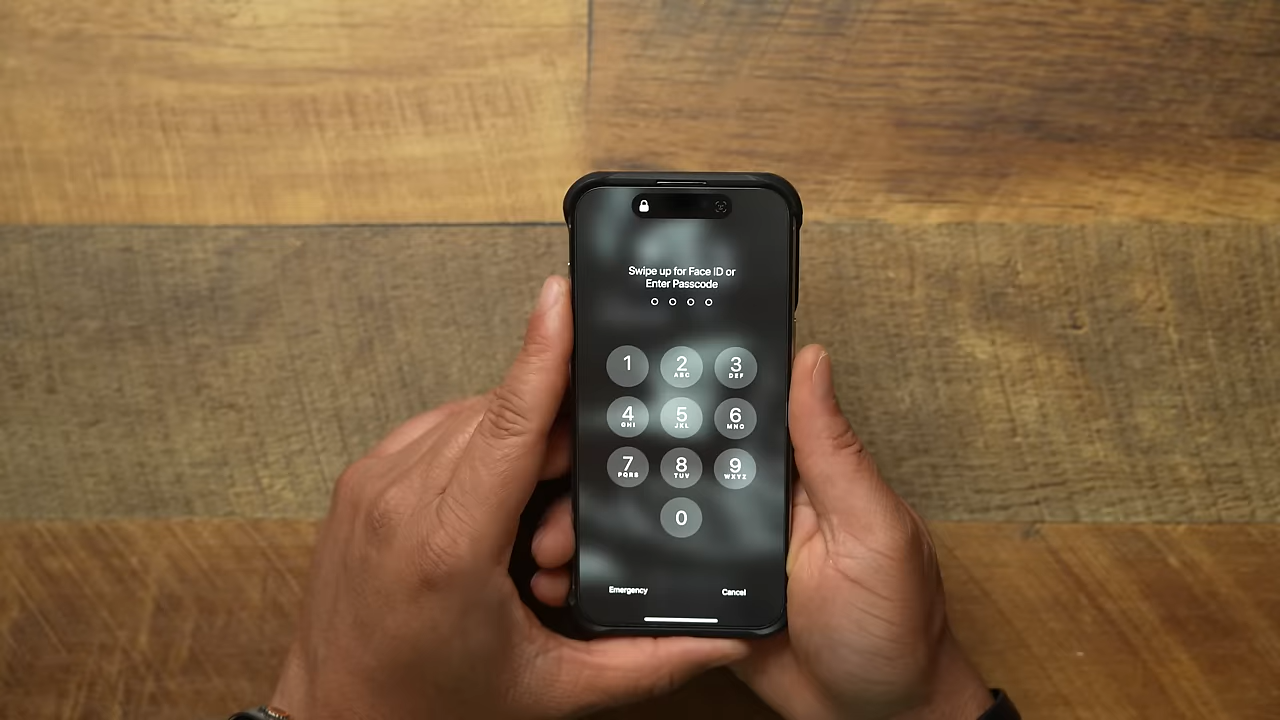 Swipe up for Face ID or
Enter Passcode
1
2
ABC
3
DEF
4
GHI
5
JKL
6
MNO
7
PQRS
8
TUV
9
WXYZ
0
Emergency
Cancel